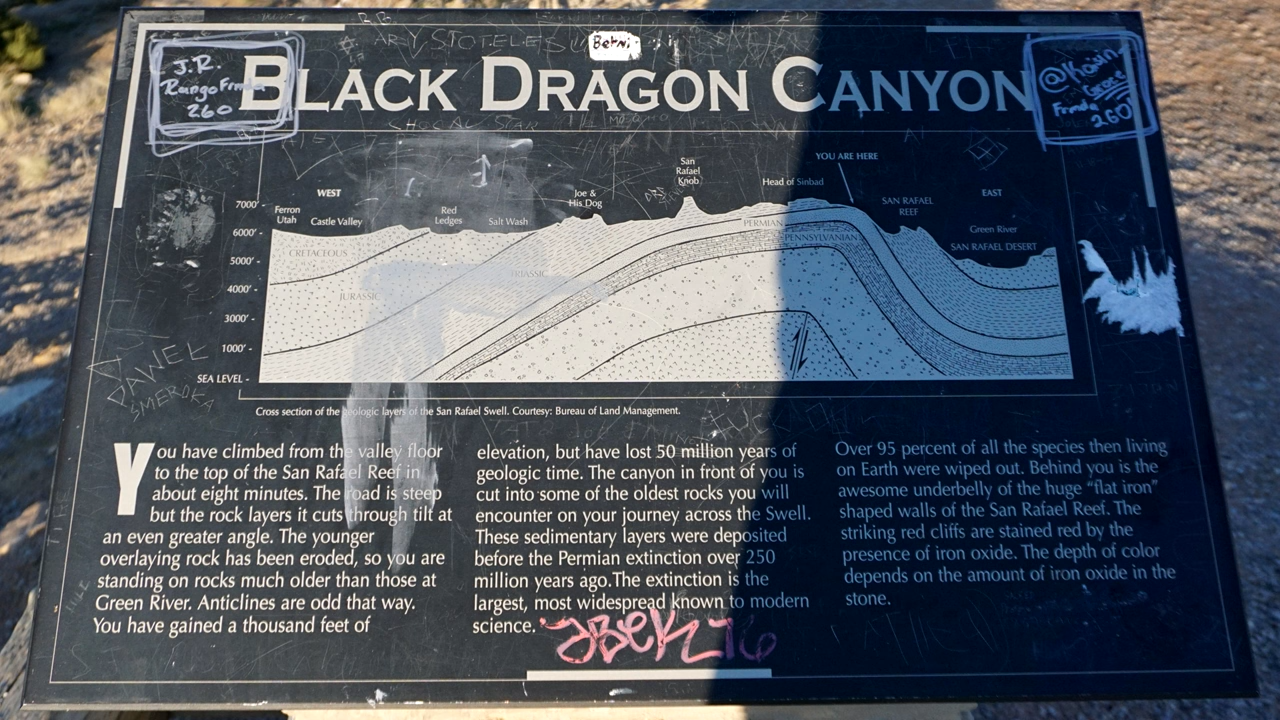 Betni
J.R.
Rango Frnda
260
BLACK DRAGON CANYON
@Kaisin
Grace
Frnda
260
ARYSTOTELES
YOU ARE HERE
San
Rafael
Knob
Head of Sinbad
WEST
Joe &
His Dog
SAN RAFAEL
REEF
EAST
7000' -
Ferron
Utah
Castle Valley
Red
Ledges
Salt Wash
Green River
6000' -
PERMIAN
PENNSYLVANIAN
SAN RAFAEL DESERT
CRETACEOUS
5000' -
TRIASSIC
4000' -
JURASSIC
3000' -
1000' -
SEA LEVEL -
PAWEL
SMERDKA
Cross section of the geologic layers of the San Rafael Swell. Courtesy: Bureau of Land Management.
You have climbed from the valley floor
to the top of the San Rafael Reef in
about eight minutes. The road is steep
but the rock layers it cuts through tilt at
an even greater angle. The younger
overlaying rock has been eroded, so you are
standing on rocks much older than those at
Green River. Anticlines are odd that way.
You have gained a thousand feet of
elevation, but have lost 50 million years of
geologic time. The canyon in front of you is
cut into some of the oldest rocks you will
encounter on your journey across the Swell.
These sedimentary layers were deposited
before the Permian extinction over 250
million years ago.The extinction is the
largest, most widespread known to modern
science.
Over 95 percent of all the species then living
on Earth were wiped out. Behind you is the
awesome underbelly of the huge “flat iron”
shaped walls of the San Rafael Reef. The
striking red cliffs are stained red by the
presence of iron oxide. The depth of color
depends on the amount of iron oxide in the
stone.